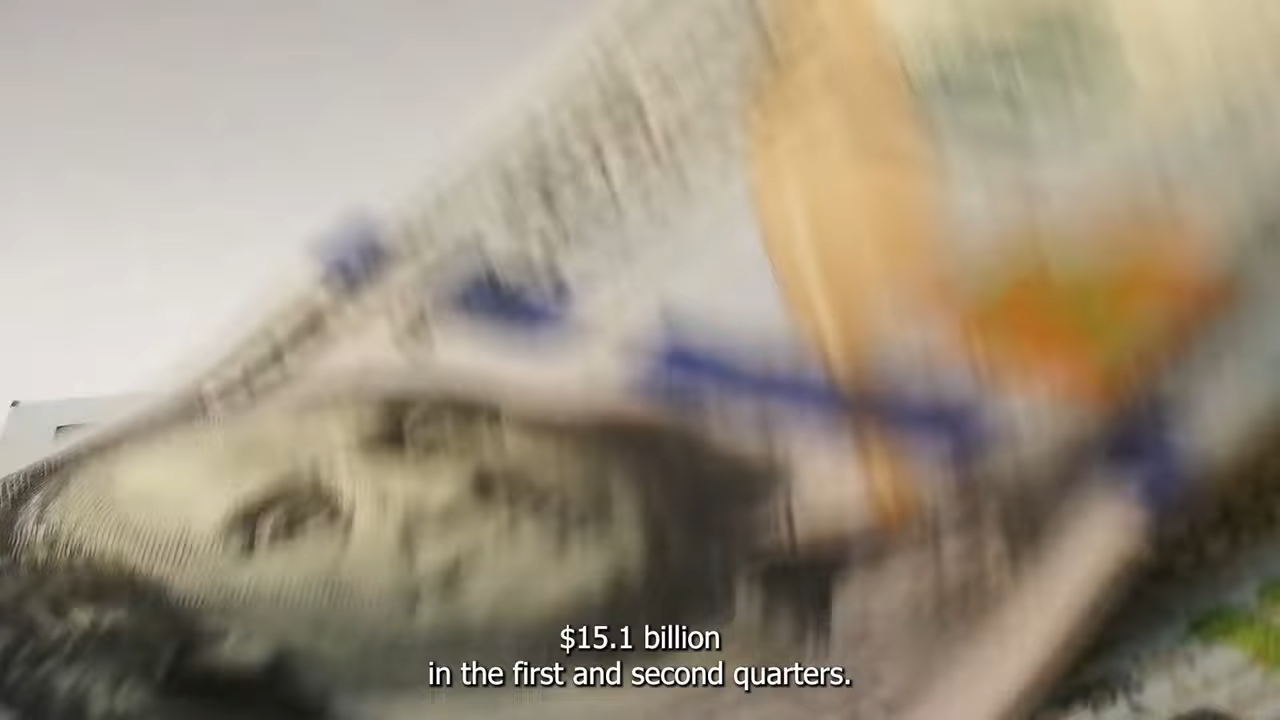 $15.1 billion
in the first and second quarters.